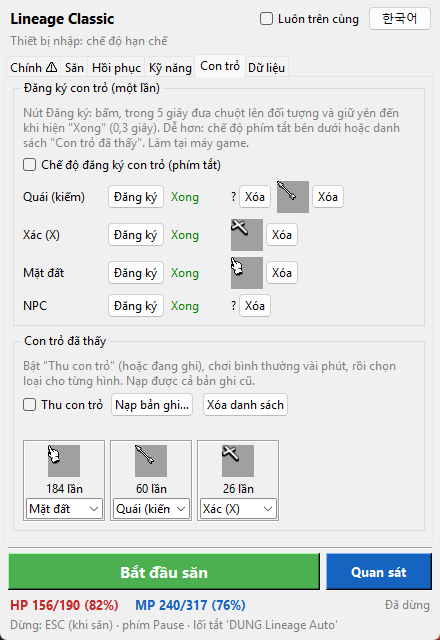 Lineage Classic
Luôn trên cùng
한국어
Thiết bị nhập: chế độ hạn chế
Chính ⚠ Săn Hồi phục Kỹ năng Con trỏ Dữ liệu
Đăng ký con trỏ (một lần)
Nút Đăng ký: bấm, trong 5 giây đưa chuột lên đối tượng và giữ yên đến
khi hiện "Xong" (0,3 giây). Dễ hơn: chế độ phím tắt bên dưới hoặc danh
sách "Con trỏ đã thấy". Làm tại máy game.
Chế độ đăng ký con trỏ (phím tắt)
Quái (kiếm) Đăng ký Xong ? Xóa Xóa
Xác (X) Đăng ký Xong Xóa
Mặt đất Đăng ký Xong Xóa
NPC Đăng ký Xong ? Xóa
Con trỏ đã thấy
Bật "Thu con trỏ" (hoặc đang ghi), chơi bình thường vài phút, rồi chọn
loại cho từng hình. Nạp được cả bản ghi cũ.
Thu con trỏ Nạp bản ghi... Xóa danh sách
184 lần 60 lần 26 lần
Mặt đất Quái (kiếm Xác (X)
Bắt đầu săn Quan sát
HP 156/190 (82%) MP 240/317 (76%) Đã dừng
Dừng: ESC (khi săn) · phím Pause · lối tắt 'DUNG Lineage Auto'